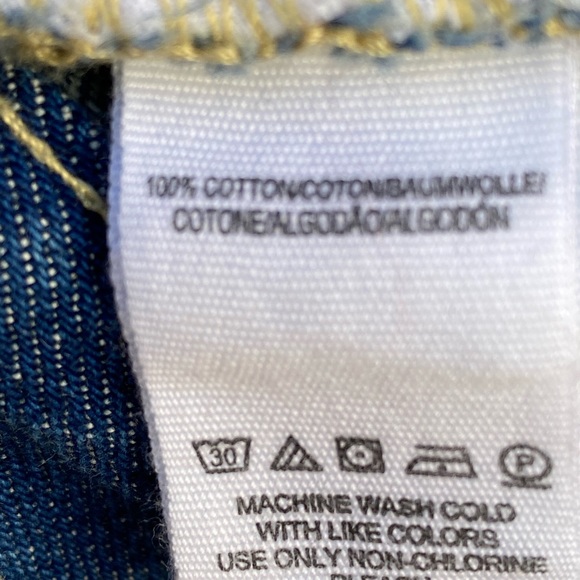 100% COTTON/COTON/BAUMWOLLE/
COTONE/ALGODÃO/ALGODÓN
30 P
MACHINE WASH COLD
WITH LIKE COLORS
USE ONLY NON-CHLORINE